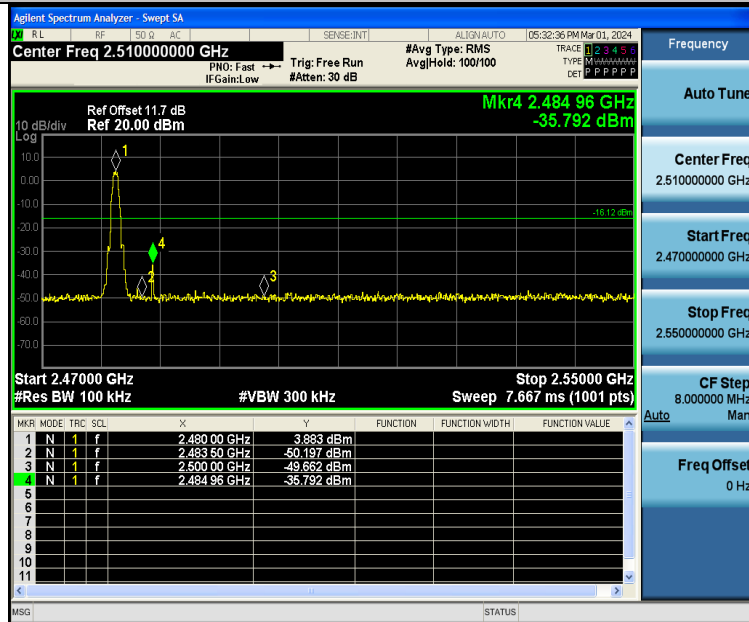 Agilent Spectrum Analyzer - Swept SA
LXI RL RF 50 Ω AC SENSE:INT ALIGNAUTO 05:32:36 PM Mar 01, 2024
Center Freq 2.510000000 GHz
PNO: Fast
IFGain:Low
Trig: Free Run
#Atten: 30 dB
#Avg Type: RMS
Avg|Hold: 100/100
TRACE 1 2 3 4 5 6
TYPE M
DET P P P P P P
Frequency
Auto Tune
Center Freq
2.510000000 GHz
Start Freq
2.470000000 GHz
Stop Freq
2.550000000 GHz
CF Step
8.000000 MHz
Auto Man
Freq Offset
0 Hz
Mkr4 2.484 96 GHz
-35.792 dBm
Ref Offset 11.7 dB
10 dB/div Ref 20.00 dBm
Log
10.0
0.00
-10.0
-20.0
-30.0
-40.0
-50.0
-60.0
-70.0
1
2
3
4
-16.12 dBm
Start 2.47000 GHz Stop 2.55000 GHz
#Res BW 100 kHz #VBW 300 kHz Sweep 7.667 ms (1001 pts)
MKR MODE TRC SCL X Y FUNCTION FUNCTION WIDTH FUNCTION VALUE
1 N 1 f 2.480 00 GHz 3.883 dBm
2 N 1 f 2.483 50 GHz -50.197 dBm
3 N 1 f 2.500 00 GHz -49.662 dBm
4 N 1 f 2.484 96 GHz -35.792 dBm
5
6
7
8
9
10
11
MSG STATUS